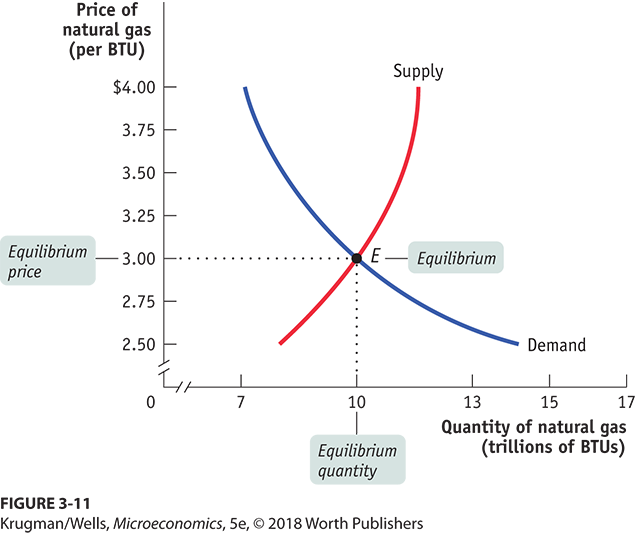 Price of
natural gas
(per BTU)
Supply
$4.00
3.75
3.50
3.25
Equilibrium
price
3.00
E
Equilibrium
2.75
2.50
Demand
0
7
10
13
15
17
Quantity of natural gas
(trillions of BTUs)
Equilibrium
quantity
FIGURE 3-11
Krugman/Wells, Microeconomics, 5e, © 2018 Worth Publishers